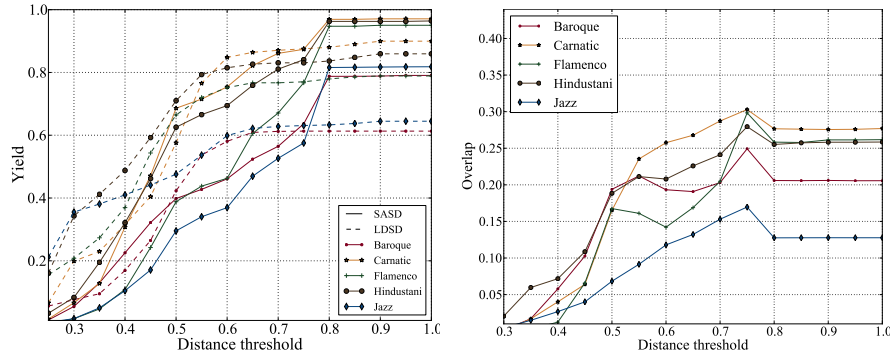 1.0
0.8
0.6
0.4
0.2
Yield
0.3 0.4 0.5 0.6 0.7 0.8 0.9 1.0
Distance threshold
SASD
LDSD
Baroque
Carnatic
Flamenco
Hindustani
Jazz
0.40
0.35
0.30
0.25
0.20
0.15
0.10
0.05
Overlap
0.3 0.4 0.5 0.6 0.7 0.8 0.9 1.0
Distance threshold
Baroque
Carnatic
Flamenco
Hindustani
Jazz